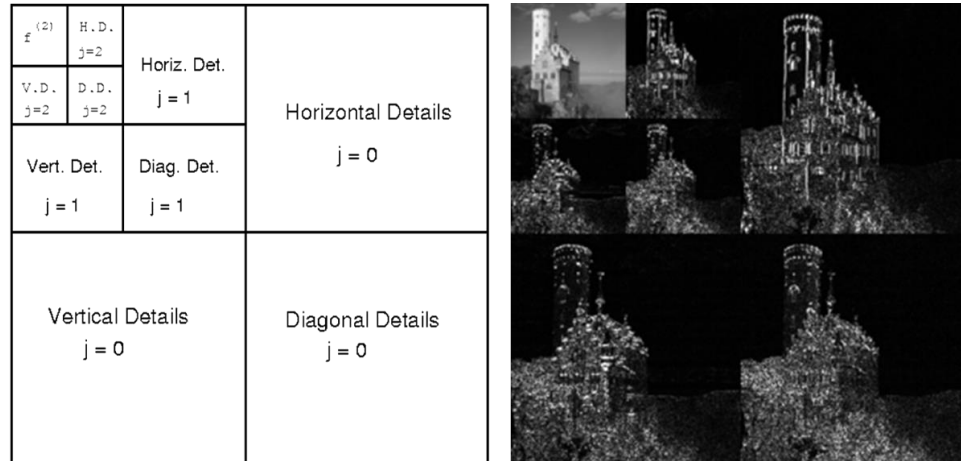 f (2)
H.D.
j=2
V.D.
j=2
D.D.
j=2
Horiz. Det.
j = 1
Vert. Det.
j = 1
Diag. Det.
j = 1
Horizontal Details
j = 0
Vertical Details
j = 0
Diagonal Details
j = 0